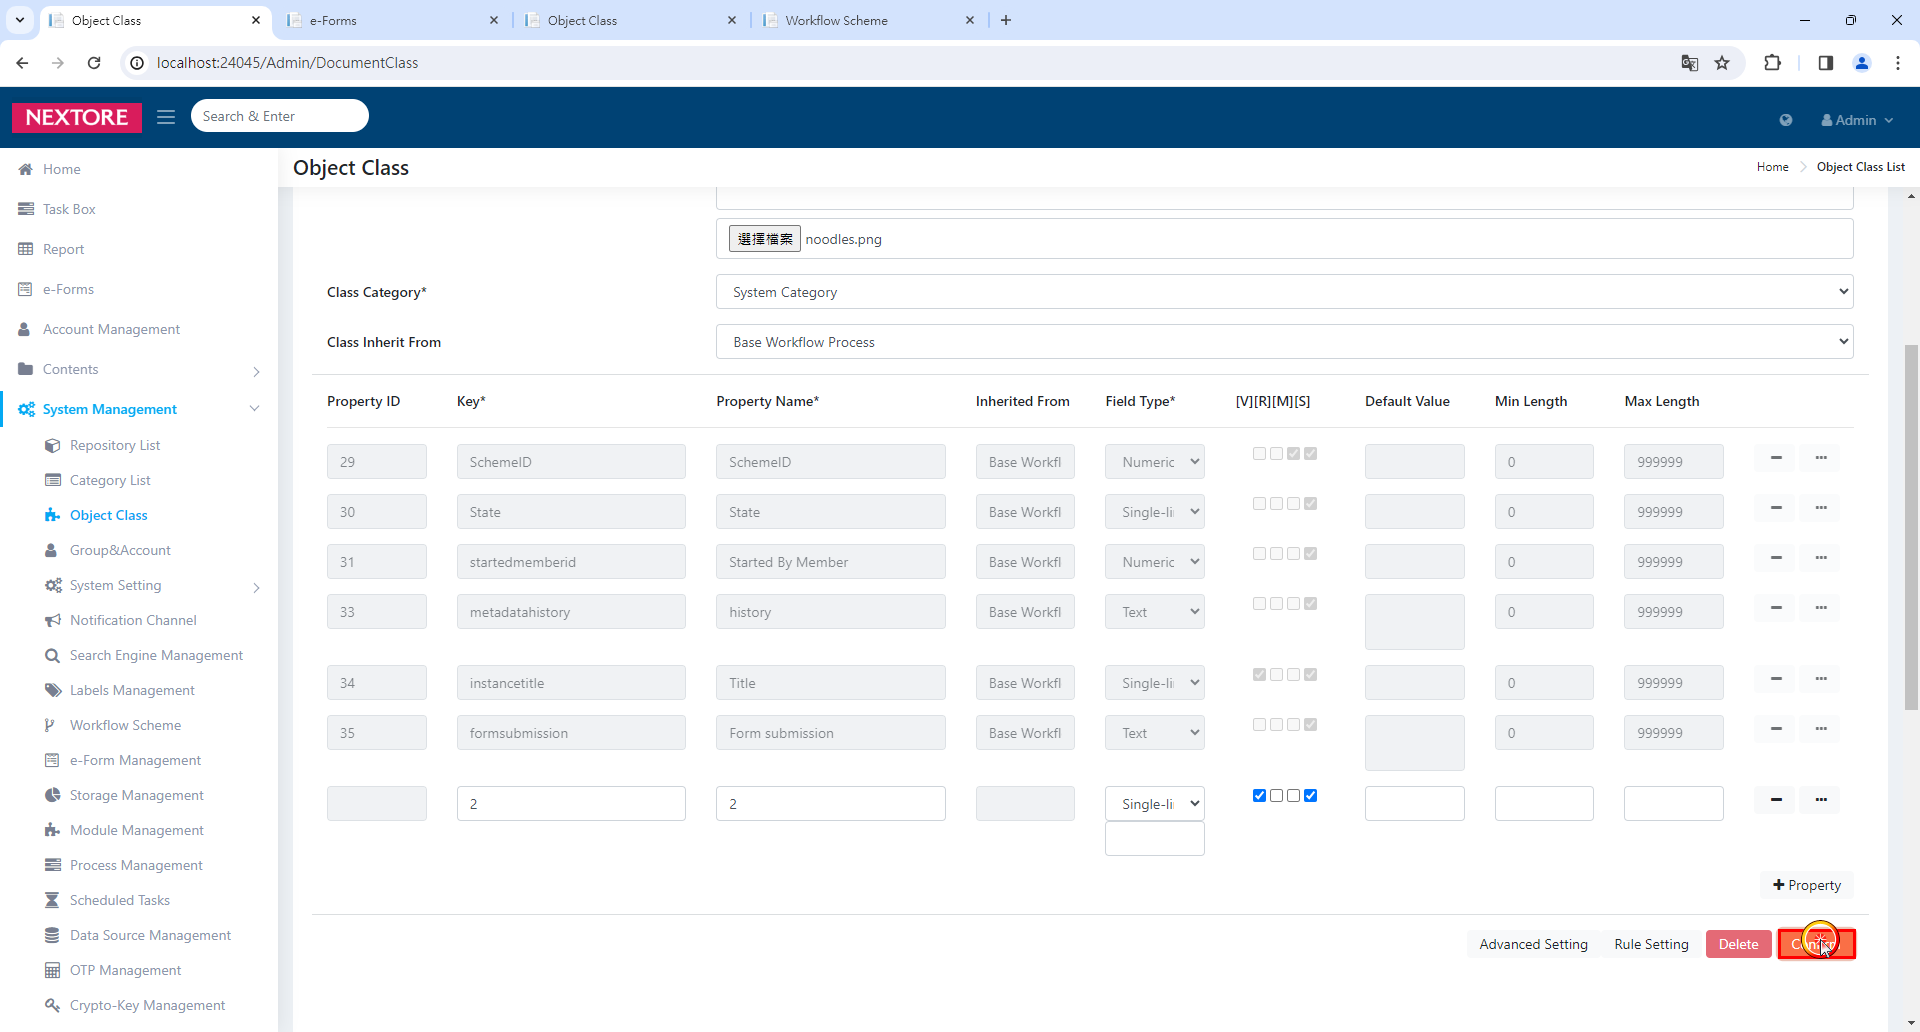 Object Class
e-Forms
Object Class
Workflow Scheme
localhost:24045/Admin/DocumentClass
NEXTORE
Search & Enter
Admin
Home
Task Box
Report
e-Forms
Account Management
Contents
System Management
Repository List
Category List
Object Class
Group&Account
System Setting
Notification Channel
Search Engine Management
Labels Management
Workflow Scheme
e-Form Management
Storage Management
Module Management
Process Management
Scheduled Tasks
Data Source Management
OTP Management
Crypto-Key Management
Object Class
Home Object Class List
選擇檔案 noodles.png
Class Category* System Category
Class Inherit From Base Workflow Process
Property ID Key* Property Name* Inherited From Field Type* [V][R][M][S] Default Value Min Length Max Length
29 SchemeID SchemeID Base Workfl Numeric 0 999999
30 State State Base Workfl Single-li 0 999999
31 startedmemberid Started By Member Base Workfl Numeric 0 999999
33 metadatahistory history Base Workfl Text 0 999999
34 instancetitle Title Base Workfl Single-li 0 999999
35 formsubmission Form submission Base Workfl Text 0 999999
2 2 Single-li
+ Property
Advanced Setting Rule Setting Delete